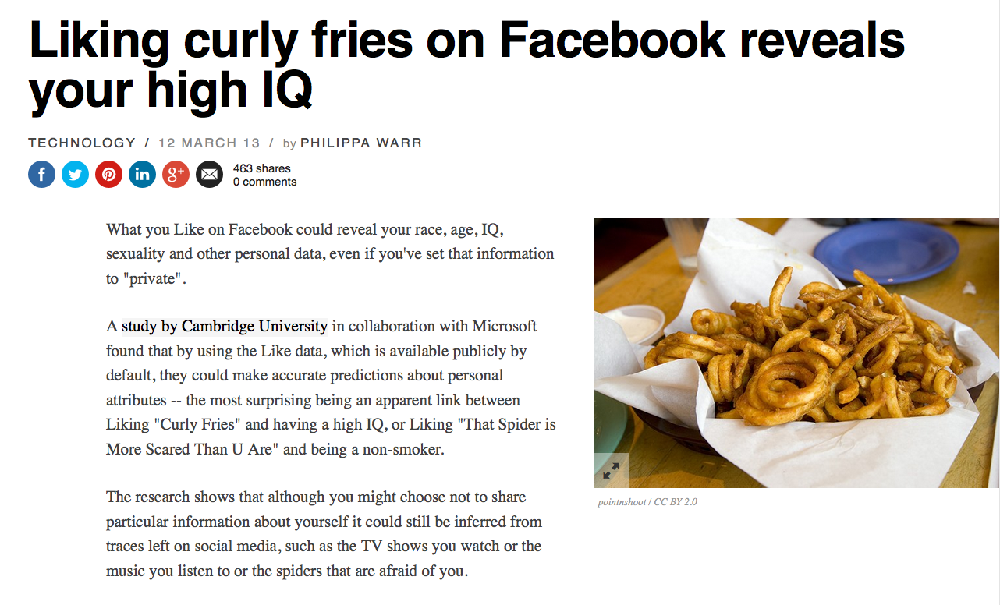 Liking curly fries on Facebook reveals
your high IQ
TECHNOLOGY / 12 MARCH 13 / by PHILIPPA WARR
f in g+ 463 shares
0 comments
What you Like on Facebook could reveal your race, age, IQ,
sexuality and other personal data, even if you've set that information
to "private".
A study by Cambridge University in collaboration with Microsoft
found that by using the Like data, which is available publicly by
default, they could make accurate predictions about personal
attributes -- the most surprising being an apparent link between
Liking "Curly Fries" and having a high IQ, or Liking "That Spider is
More Scared Than U Are" and being a non-smoker.
The research shows that although you might choose not to share
particular information about yourself it could still be inferred from
traces left on social media, such as the TV shows you watch or the
music you listen to or the spiders that are afraid of you.
pointnshoot / CC BY 2.0